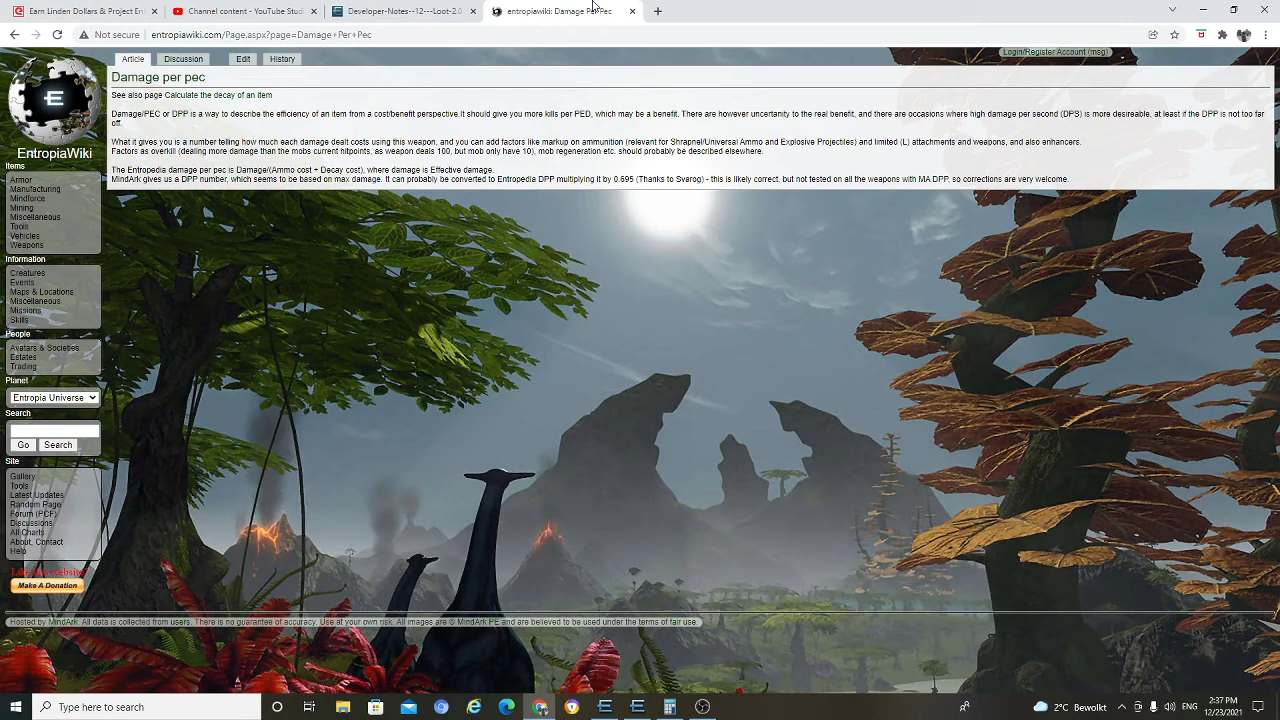 Earn Linden Dollars & Project Ent
Channel content - YouTube Studi
Developer-Notes--12---Loot-2.0
entropiawiki: Damage Per Pec
Not secure
entropiawiki.com/Page.aspx?page=Damage+Per+Pec
Article
Discussion
Edit
History
Login/Register Account (msg)
Damage per pec
See also page Calculate the decay of an item
Damage/PEC or DPP is a way to describe the efficiency of an item from a cost/benefit perspective.It should give you more kills per PED, which may be a benefit. There are however uncertainty to the real benefit, and there are occasions where high damage per second (DPS) is more desireable, at least if the DPP is not too far
off.
What it gives you is a number telling how much each damage dealt costs using this weapon, and you can add factors like markup on ammunition (relevant for Shrapnel/Universal Ammo and Explosive Projectiles) and limited (L) attachments and weapons, and also enhancers.
Factors as overkill (dealing more damage than the mobs current hitpoints, as weapon deals 100, but mob only have 10), mob regeneration etc. should probably be described elsewhere.
The Entropedia damage per pec is Damage/(Ammo cost + Decay cost), where damage is Effective damage.
MindArk gives us a DPP number, which seems to be based on max damage. It can probably be converted to Entropedia DPP multiplying it by 0.695 (Thanks to Svarog) - this is likely correct, but not tested on all the weapons with MA DPP, so corrections are very welcome.
EntropiaWiki
Items
Armor
Manufacturing
Mindforce
Mining
Miscellaneous
Tools
Vehicles
Weapons
Information
Creatures
Events
Maps & Locations
Miscellaneous
Missions
Skills
People
Avatars & Societies
Estates
Trading
Planet
Entropia Universe
Search
Go
Search
Site
Gallery
Tools
Latest Updates
Random Page
Forum (PCF)
Discussions
All Charts
About, Contact
Help
Like this website?
Make A Donation
Hosted by MindArk. All data is collected from users. There is no guarantee of accuracy. Use at your own risk. All images are © MindArk PE and are believed to be used under the terms of fair use.
Type here to search
2°C Bewolkt
ENG
2:37 PM
12/23/2021